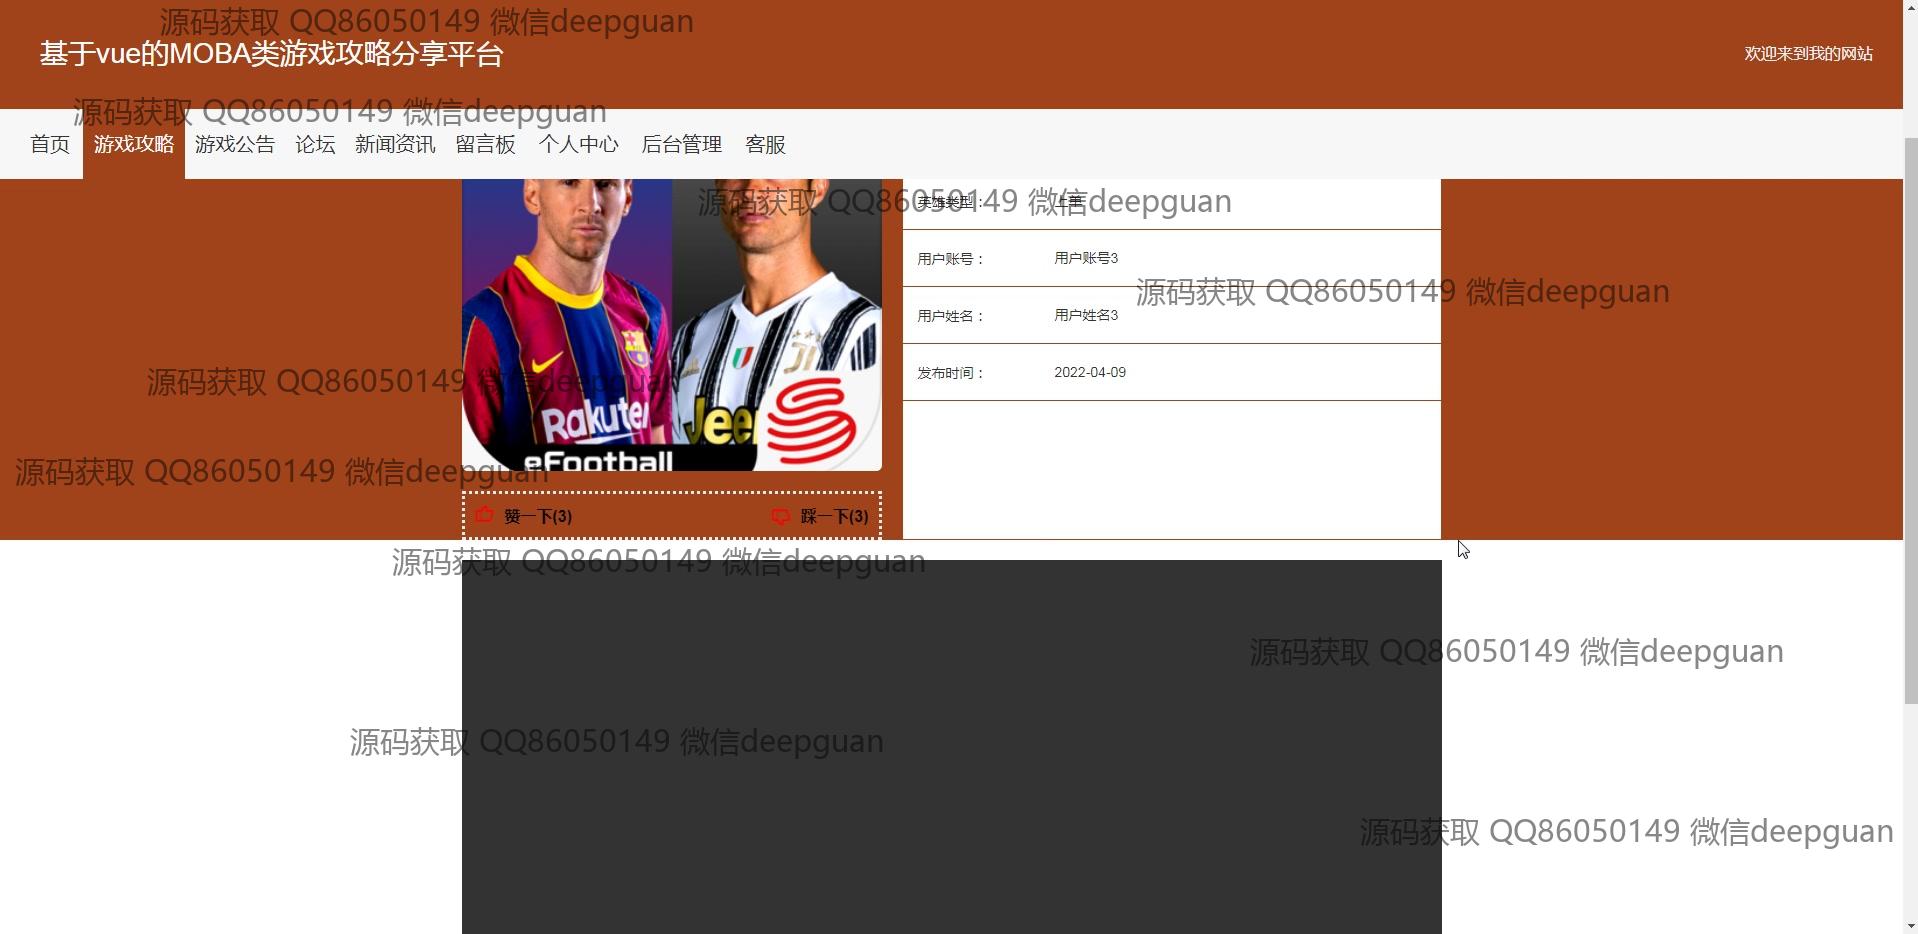 源码获取 QQ86050149 微信deepguan
基于vue的MOBA类游戏攻略分享平台
欢迎来到我的网站
源码获取 QQ86050149 微信deepguan
首页 游戏攻略 游戏公告 论坛 新闻资讯 留言板 个人中心 后台管理 客服
源码获取 QQ86050149 微信deepguan
英雄类型： 上单
用户账号： 用户账号3
源码获取 QQ86050149 微信deepguan
用户姓名： 用户姓名3
发布时间： 2022-04-09
源码获取 QQ86050149 微信deepguan
Rakuten
Jeep
eFootball
源码获取 QQ86050149 微信deepguan
赞一下(3) 踩一下(3)
源码获取 QQ86050149 微信deepguan
源码获取 QQ86050149 微信deepguan
源码获取 QQ86050149 微信deepguan
源码获取 QQ86050149 微信deepguan